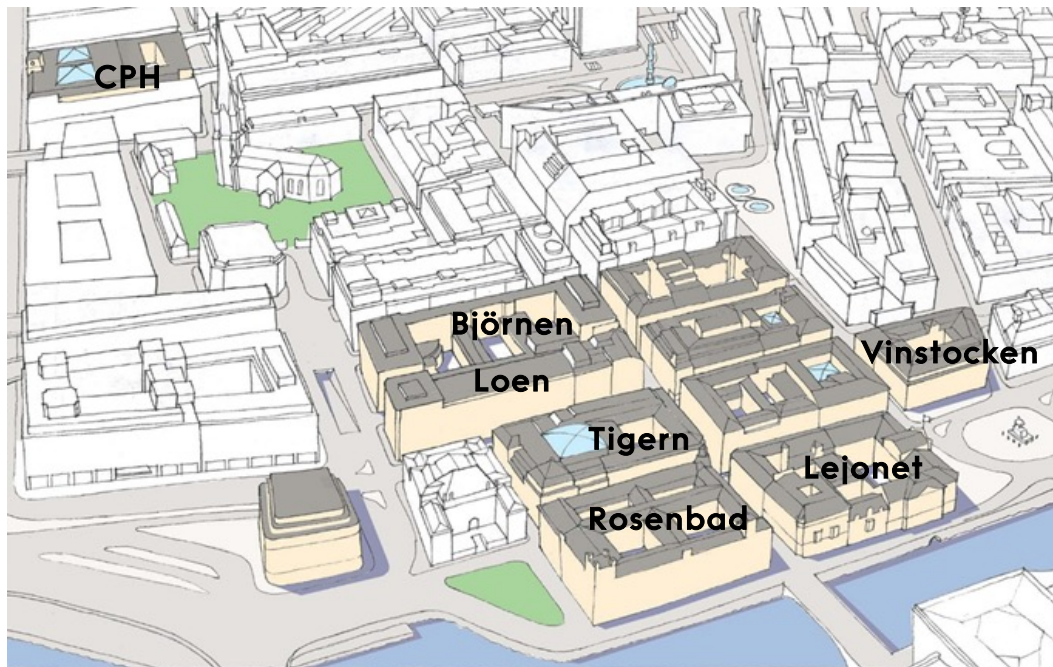 CPH
Björnen
Vinstocken
Loen
Tigern
Lejonet
Rosenbad